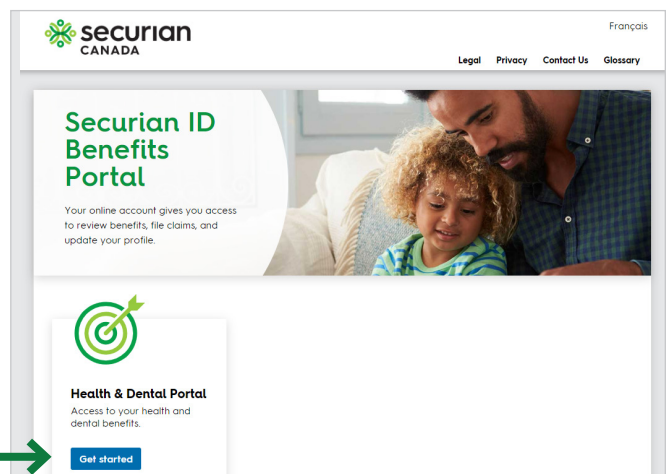 securian
CANADA
Français
Legal Privacy Contact Us Glossary
Securian ID
Benefits
Portal
Your online account gives you access
to review benefits, file claims, and
update your profile.
Health & Dental Portal
Access to your health and
dental benefits.
Get started